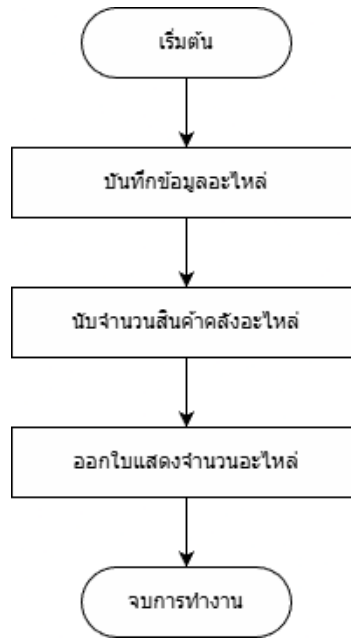 เริ่มต้น
บันทึกข้อมูลอะไหล่
นับจำนวนสินค้าคลังอะไหล่
ออกใบแสดงจำนวนอะไหล่
จบการทำงาน